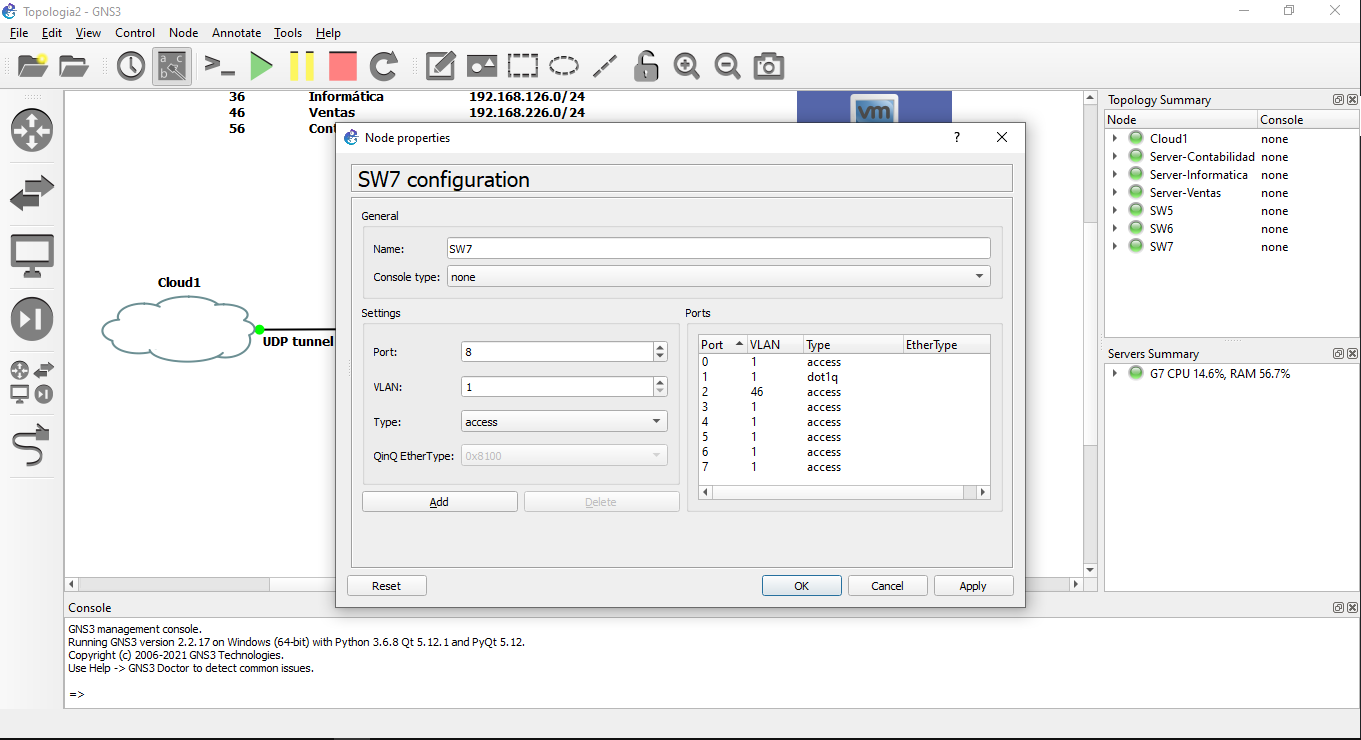 Topologia2 - GNS3
File Edit View Control Node Annotate Tools Help
36 Informática 192.168.126.0/24
46 Ventas 192.168.226.0/24
56
vm
Cloud1
UDP tunnel
Node properties
SW7 configuration
General
Name: SW7
Console type: none
Settings
Port: 8
VLAN: 1
Type: access
QinQ EtherType: 0x8100
Add Delete
Ports
Port VLAN Type EtherType
0 1 access
1 1 dot1q
2 46 access
3 1 access
4 1 access
5 1 access
6 1 access
7 1 access
Reset OK Cancel Apply
Topology Summary
Node Console
Cloud1 none
Server-Contabilidad none
Server-Informatica none
Server-Ventas none
SW5 none
SW6 none
SW7 none
Servers Summary
G7 CPU 14.6%, RAM 56.7%
Console
GNS3 management console.
Running GNS3 version 2.2.17 on Windows (64-bit) with Python 3.6.8 Qt 5.12.1 and PyQt 5.12.
Copyright (c) 2006-2021 GNS3 Technologies.
Use Help -> GNS3 Doctor to detect common issues.
=>